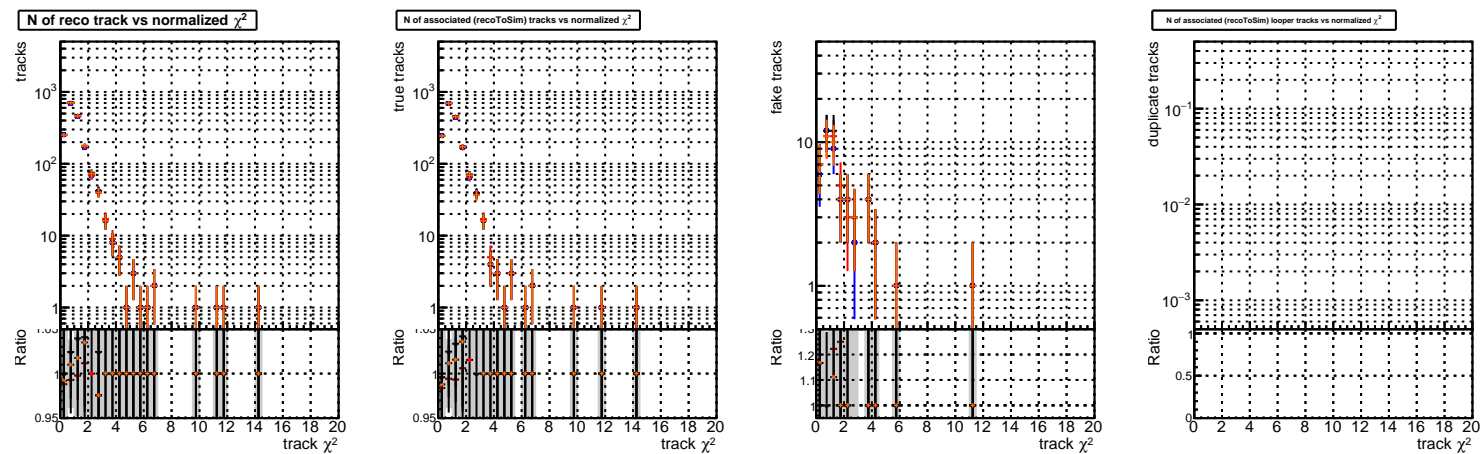 N of reco track vs normalized χ²
tracks
10³
10²
10
1
Ratio
1.05
1
0.95
0 2 4 6 8 10 12 14 16 18 20
track χ²
N of associated (recoToSim) tracks vs normalized χ²
true tracks
10³
10²
10
1
Ratio
1.05
1
0.95
0 2 4 6 8 10 12 14 16 18 20
track χ²
fake tracks
10
1
Ratio
1.3
1.2
1.1
1
0 2 4 6 8 10 12 14 16 18 20
track χ²
N of associated (recoToSim) looper tracks vs normalized χ²
duplicate tracks
10⁻¹
10⁻²
10⁻³
Ratio
1
0.5
0
0 2 4 6 8 10 12 14 16 18 20
track χ²